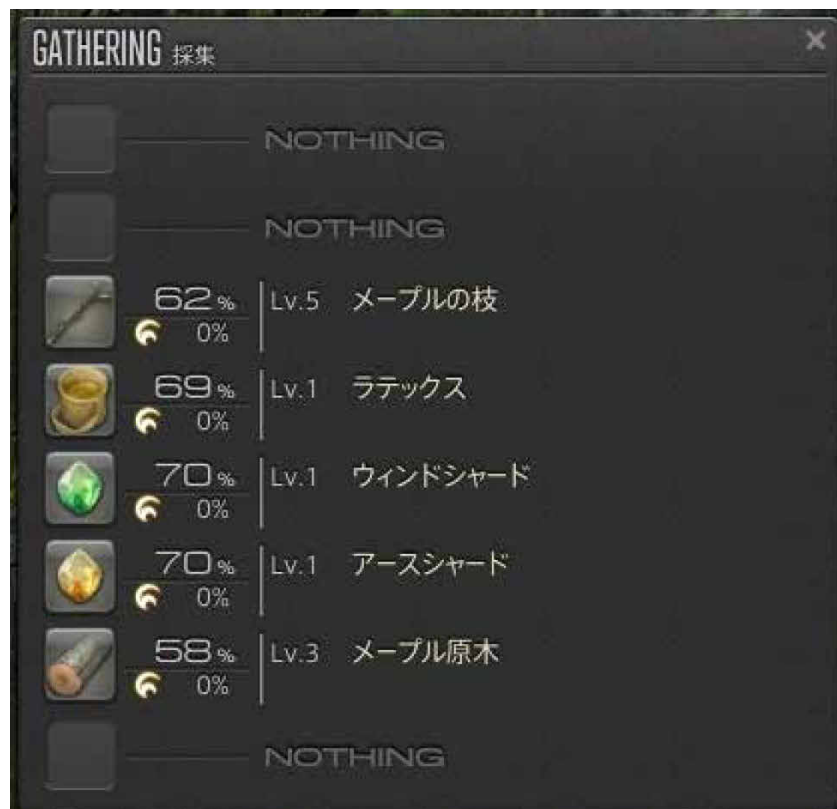 GATHERING 採集
NOTHING
NOTHING
62% Lv.5 メープルの枝
0%
69% Lv.1 ラテックス
0%
70% Lv.1 ウィンドシャード
0%
70% Lv.1 アースシャード
0%
58% Lv.3 メープル原木
0%
NOTHING